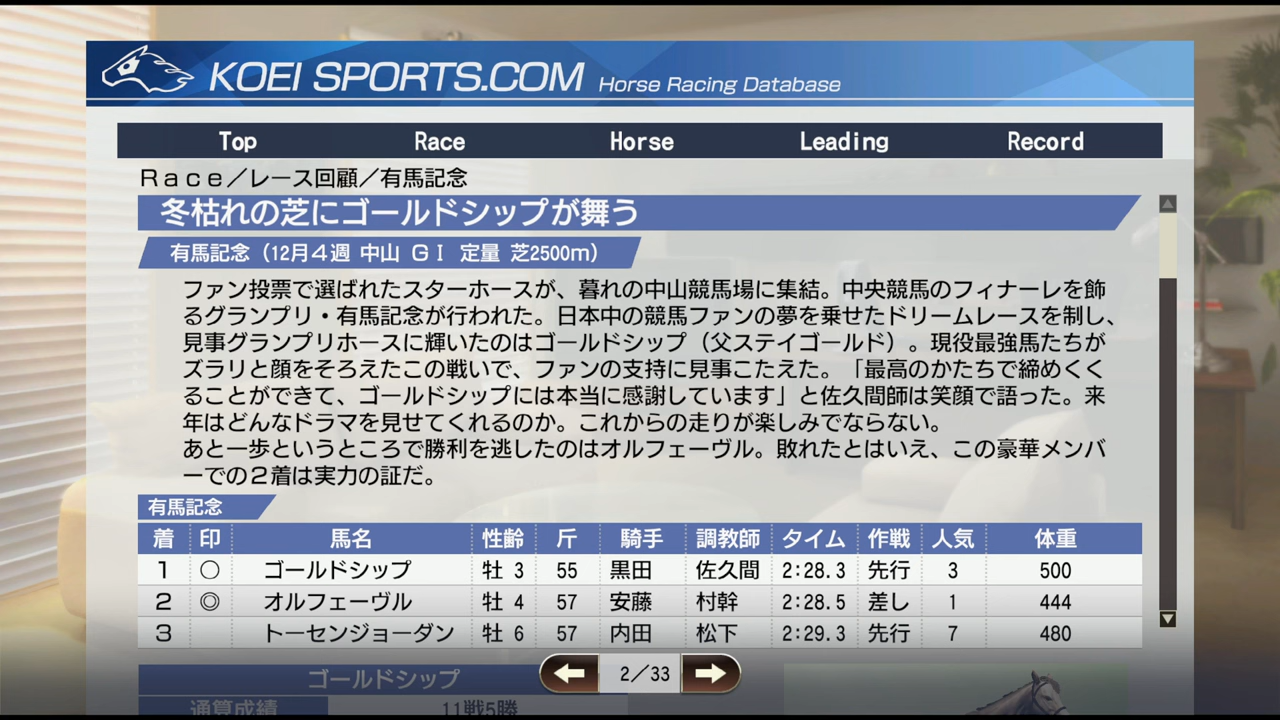 KOEI SPORTS.COM Horse Racing Database
Top Race Horse Leading Record
Race／レース回顧／有馬記念
冬枯れの芝にゴールドシップが舞う
有馬記念（12月４週 中山 ＧⅠ 定量 芝2500m）
ファン投票で選ばれたスターホースが、暮れの中山競馬場に集結。中央競馬のフィナーレを飾
るグランプリ・有馬記念が行われた。日本中の競馬ファンの夢を乗せたドリームレースを制し、
見事グランプリホースに輝いたのはゴールドシップ（父ステイゴールド）。現役最強馬たちが
ズラリと顔をそろえたこの戦いで、ファンの支持に見事こたえた。「最高のかたちで締めくく
ることができて、ゴールドシップには本当に感謝しています」と佐久間師は笑顔で語った。来
年はどんなドラマを見せてくれるのか。これからの走りが楽しみでならない。
あと一歩というところで勝利を逃したのはオルフェーヴル。敗れたとはいえ、この豪華メンバ
ーでの２着は実力の証だ。
有馬記念
着 印 馬名 性齢 斤 騎手 調教師 タイム 作戦 人気 体重
1 ○ ゴールドシップ 牡 3 55 黒田 佐久間 2:28.3 先行 3 500
2 ◎ オルフェーヴル 牡 4 57 安藤 村幹 2:28.5 差し 1 444
3 トーセンジョーダン 牡 6 57 内田 松下 2:29.3 先行 7 480
2／33
ゴールドシップ
通算成績 11戦5勝